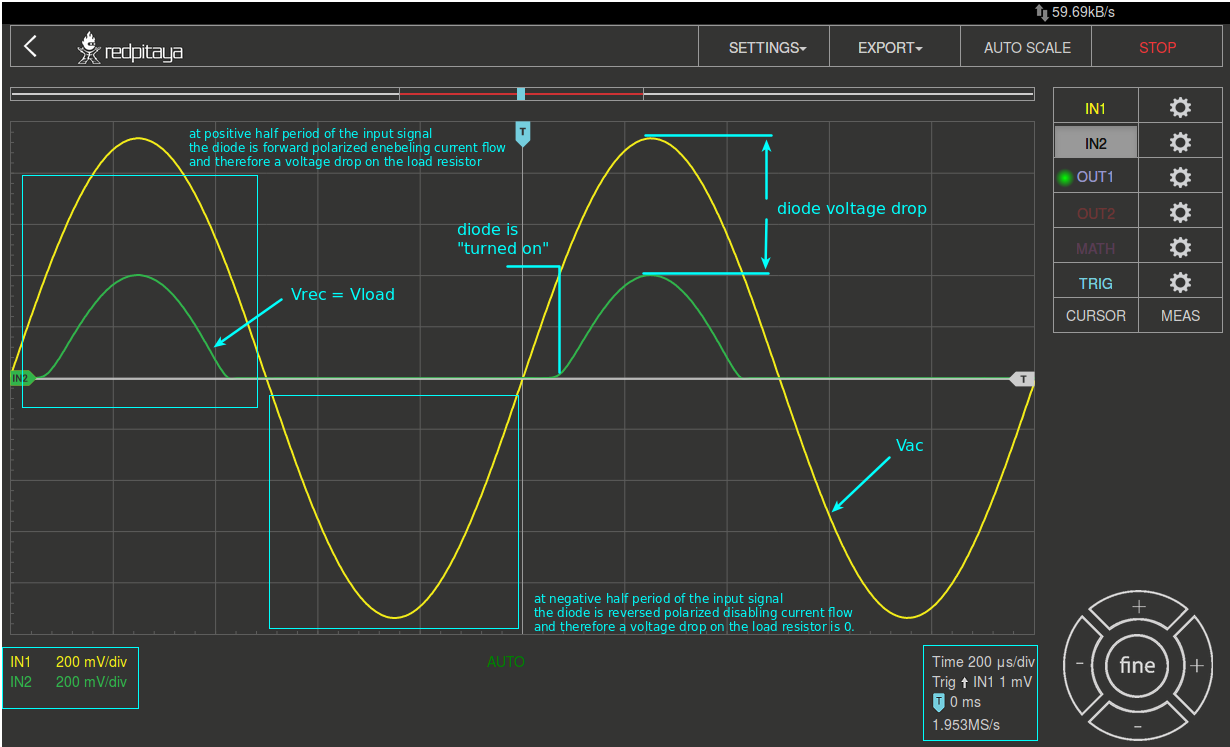 59.69kB/s
redpitaya
SETTINGS
EXPORT
AUTO SCALE
STOP
T
at positive half period of the input signal
the diode is forward polarized enebeling current flow
and therefore a voltage drop on the load resistor
IN1
IN2
OUT1
OUT2
MATH
TRIG
CURSOR
MEAS
diode voltage drop
diode is
"turned on"
Vrec = Vload
IN2
T
Vac
at negative half period of the input signal
the diode is reversed polarized disabling current flow
and therefore a voltage drop on the load resistor is 0.
IN1 200 mV/div
IN2 200 mV/div
AUTO
Time 200 µs/div
Trig IN1 1 mV
T 0 ms
1.953MS/s
+
- fine +
-